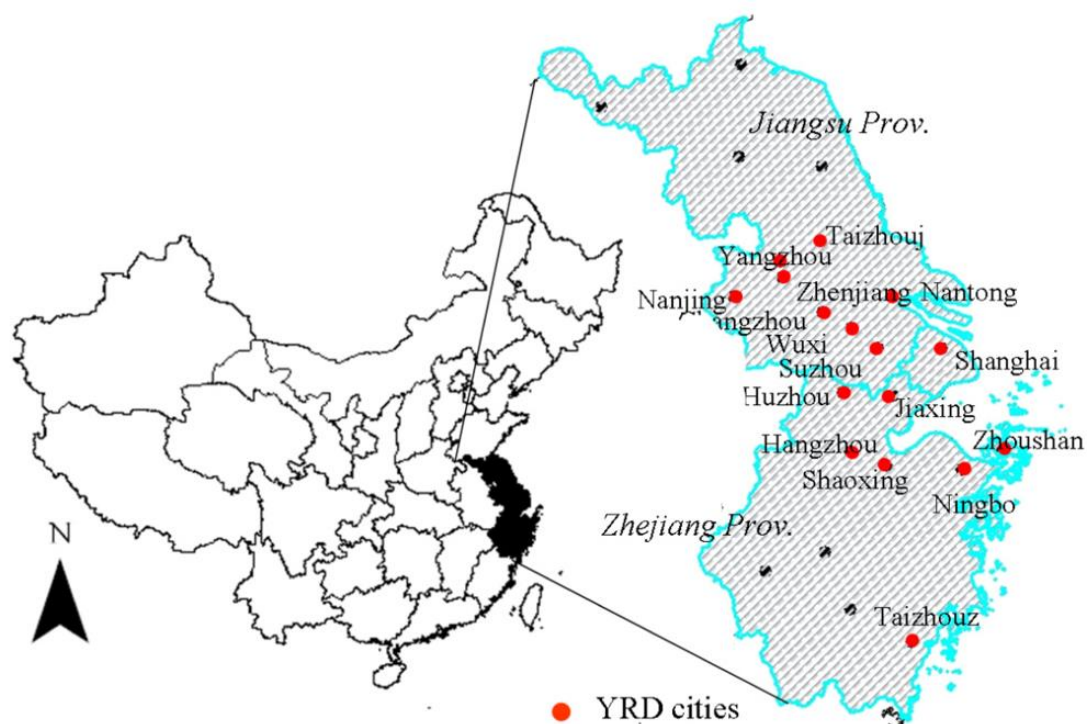 Jiangsu Prov.
Taizhouj
Yangzhou
Nanjing
Zhenjiang
Nantong
angzhou
Wuxi
Suzhou
Shanghai
Huzhou
Jiaxing
Hangzhou
Zhoushan
Shaoxing
Ningbo
Zhejiang Prov.
N
Taizhouz
YRD cities